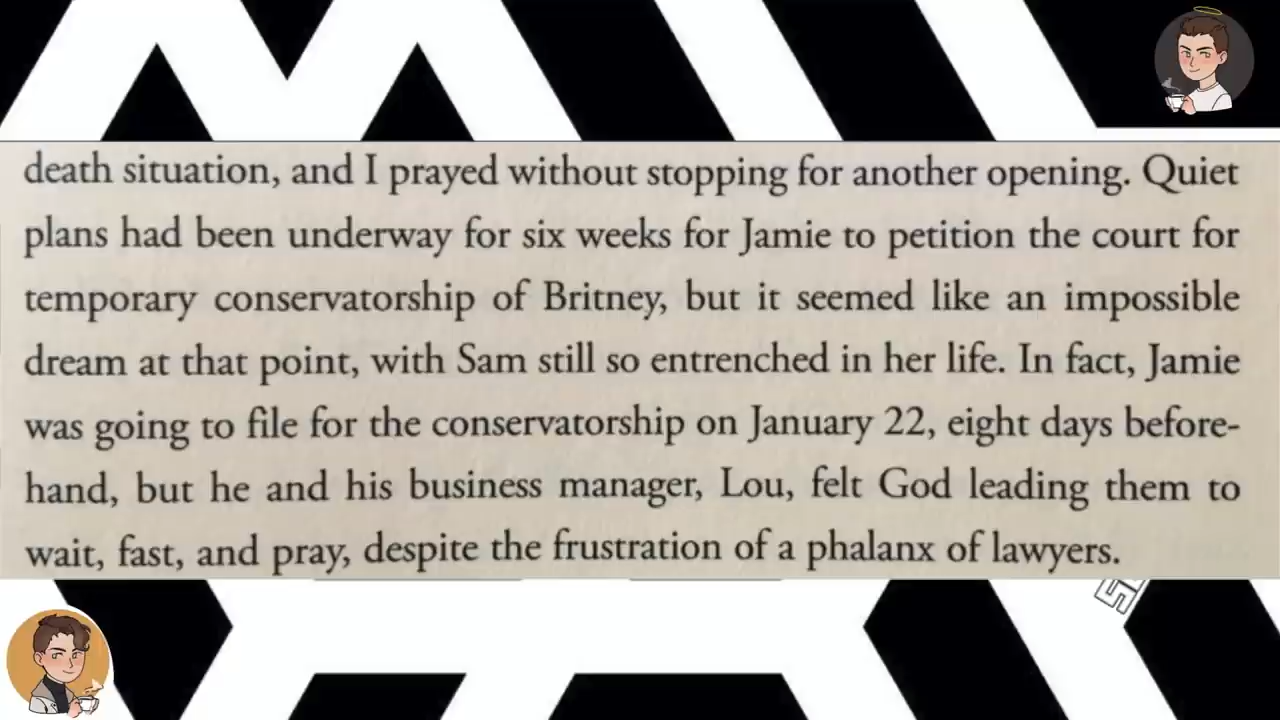 death situation, and I prayed without stopping for another opening. Quiet
plans had been underway for six weeks for Jamie to petition the court for
temporary conservatorship of Britney, but it seemed like an impossible
dream at that point, with Sam still so entrenched in her life. In fact, Jamie
was going to file for the conservatorship on January 22, eight days before-
hand, but he and his business manager, Lou, felt God leading them to
wait, fast, and pray, despite the frustration of a phalanx of lawyers.